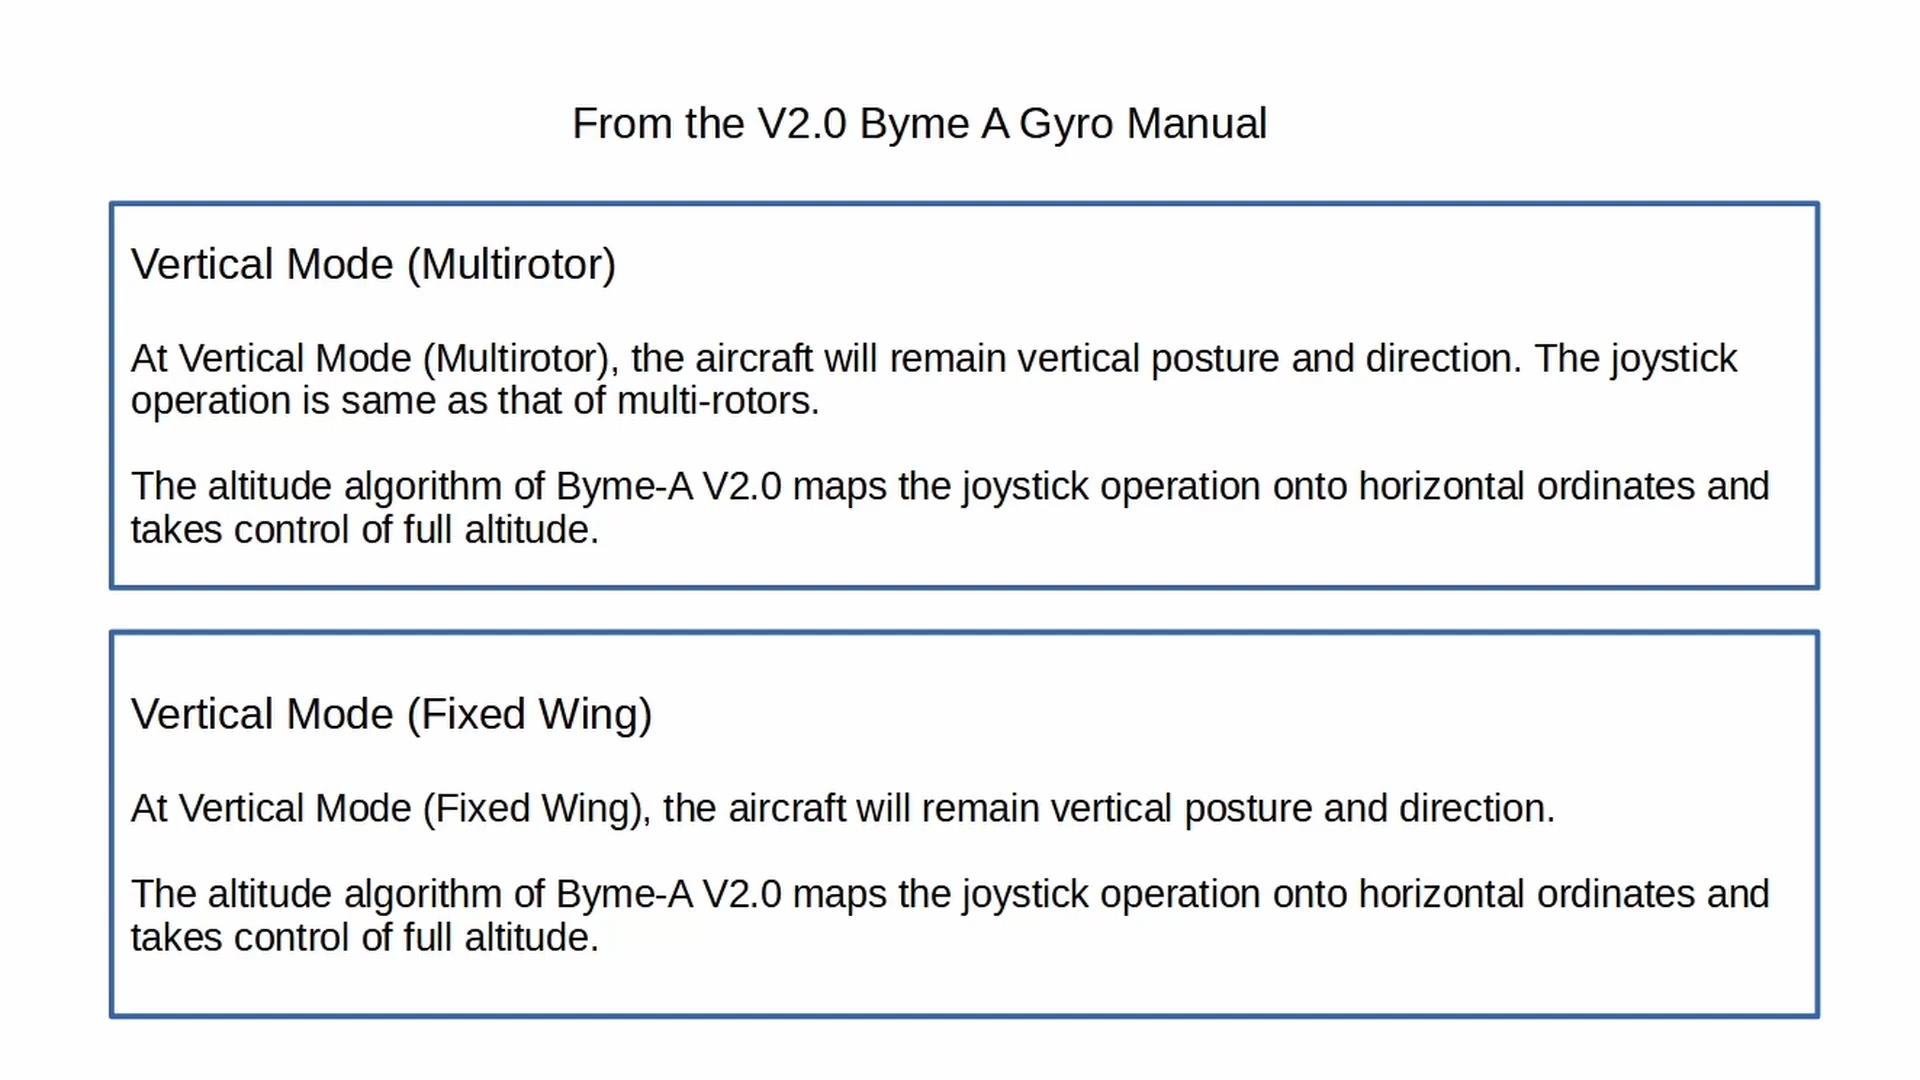 From the V2.0 Byme A Gyro Manual
Vertical Mode (Multirotor)
At Vertical Mode (Multirotor), the aircraft will remain vertical posture and direction. The joystick
operation is same as that of multi-rotors.
The altitude algorithm of Byme-A V2.0 maps the joystick operation onto horizontal ordinates and
takes control of full altitude.
Vertical Mode (Fixed Wing)
At Vertical Mode (Fixed Wing), the aircraft will remain vertical posture and direction.
The altitude algorithm of Byme-A V2.0 maps the joystick operation onto horizontal ordinates and
takes control of full altitude.